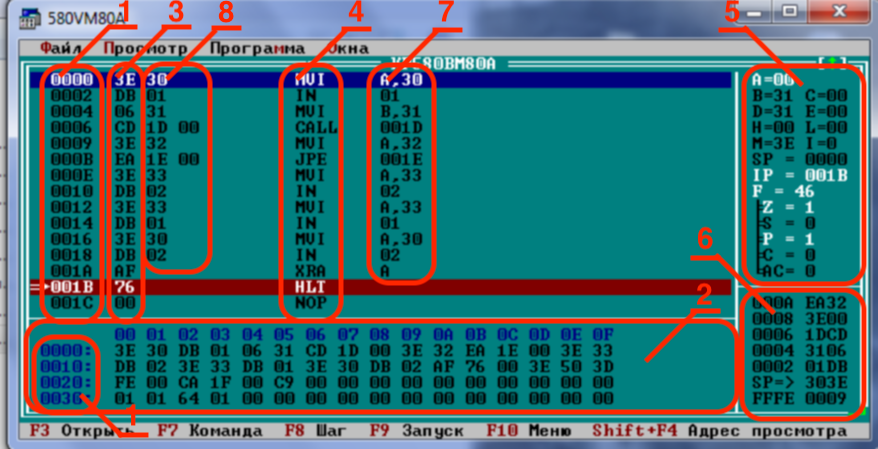 580VM80A
1 3 8 4 7 5
Файл Просмотр Программа Окна
КР580ВМ80А [↑]
0000 3E 30 MVI A,30
0002 DB 01 IN 01
0004 06 31 MVI B,31
0006 CD 1D 00 CALL 001D
0009 3E 32 MVI A,32
000B EA 1E 00 JPE 001E
000E 3E 33 MVI A,33
0010 DB 02 IN 02
0012 3E 33 MVI A,33
0014 DB 01 IN 01
0016 3E 30 MVI A,30
0018 DB 02 IN 02
001A AF XRA A
001B 76 HLT
001C 00 NOP
A=00
B=31 C=00
D=31 E=00
H=00 L=00
M=3E I=0
SP = 0000
IP = 001B
F = 46
Z = 1
S = 0
P = 1
C = 0
AC= 0
6
2
00 01 02 03 04 05 06 07 08 09 0A 0B 0C 0D 0E 0F
0000: 3E 30 DB 01 06 31 CD 1D 00 3E 32 EA 1E 00 3E 33
0010: DB 02 3E 33 DB 01 3E 30 DB 02 AF 76 00 3E 50 3D
0020: FE 00 CA 1F 00 C9 00 00 00 00 00 00 00 00 00 00
0030: 01 01 64 01 00 00 00 00 00 00 00 00 00 00 00 00
000A EA32
0008 3E00
0006 1DCD
0004 3106
0002 01DB
SP=> 303E
FFFE 0009
1
F3 Открыть F7 Команда F8 Шаг F9 Запуск F10 Меню Shift+F4 Адрес просмотра